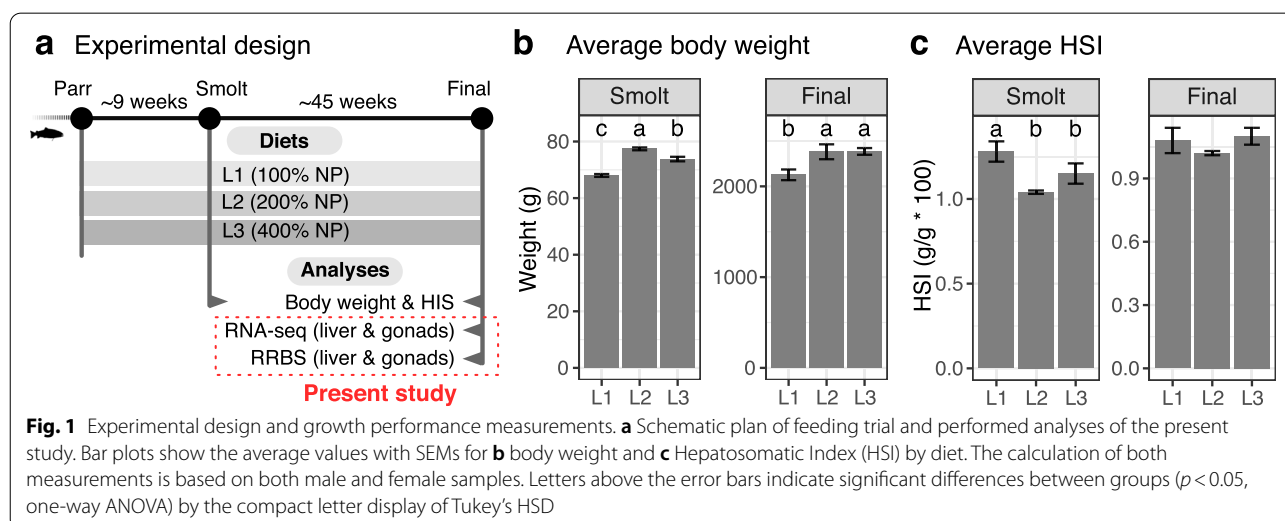 a Experimental design
Parr
~9 weeks
Smolt
~45 weeks
Final
Diets
L1 (100% NP)
L2 (200% NP)
L3 (400% NP)
Analyses
Body weight & HIS
RNA-seq (liver & gonads)
RRBS (liver & gonads)
Present study
b Average body weight
Smolt
Final
c a b
b a a
Weight (g)
80
60
40
20
0
2000
1000
0
L1 L2 L3
L1 L2 L3
c Average HSI
Smolt
Final
a b b
HSI (g/g * 100)
1.0
0.5
0.0
0.9
0.6
0.3
0.0
L1 L2 L3
L1 L2 L3
Fig. 1 Experimental design and growth performance measurements. a Schematic plan of feeding trial and performed analyses of the present
study. Bar plots show the average values with SEMs for b body weight and c Hepatosomatic Index (HSI) by diet. The calculation of both
measurements is based on both male and female samples. Letters above the error bars indicate significant differences between groups (p < 0.05,
one-way ANOVA) by the compact letter display of Tukey's HSD